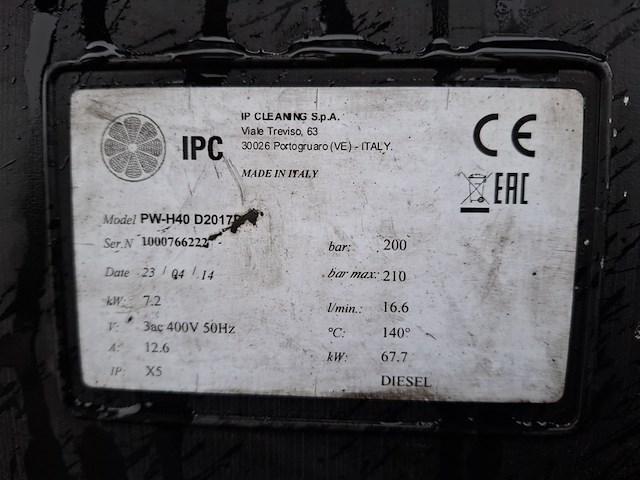 IPC
IP CLEANING S.p.A.
Viale Treviso, 63
30026 Portogruaro (VE) - ITALY.
MADE IN ITALY
CE
EAC
Model PW-H40 D2017P
Ser.N 1000766222
Date 23 / 04 / 14
kW: 7.2
V: 3ac 400V 50Hz
A: 12.6
IP: X5
bar: 200
bar max: 210
l/min.: 16.6
°C: 140°
kW: 67.7
DIESEL